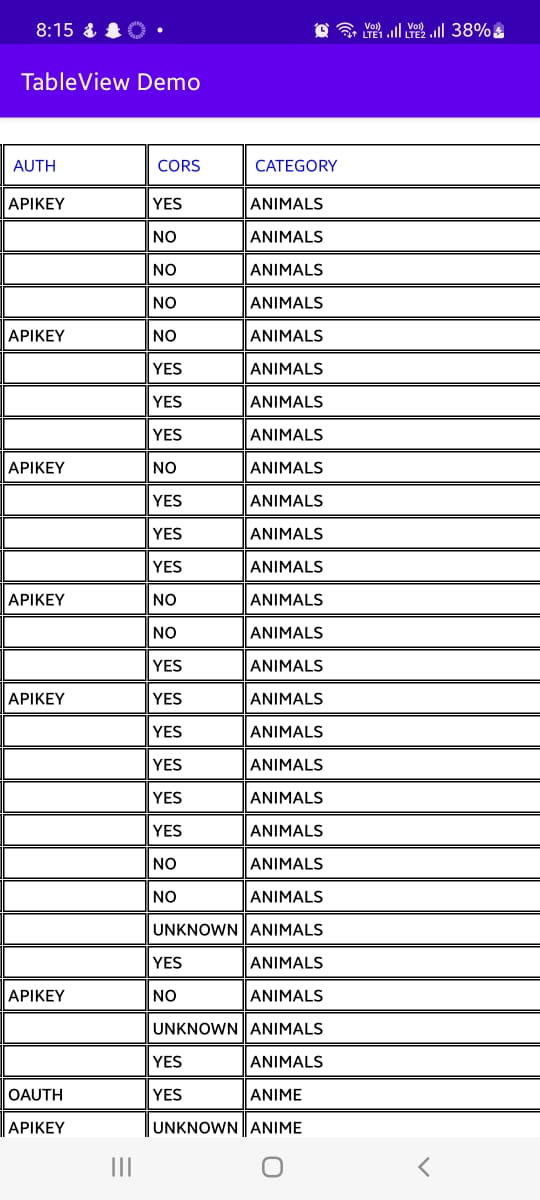 8:15 Vo)) LTE1 Vo)) LTE2 38%
TableView Demo
AUTH CORS CATEGORY
APIKEY YES ANIMALS
NO ANIMALS
NO ANIMALS
NO ANIMALS
APIKEY NO ANIMALS
YES ANIMALS
YES ANIMALS
YES ANIMALS
APIKEY NO ANIMALS
YES ANIMALS
YES ANIMALS
YES ANIMALS
APIKEY NO ANIMALS
NO ANIMALS
YES ANIMALS
APIKEY YES ANIMALS
YES ANIMALS
YES ANIMALS
YES ANIMALS
YES ANIMALS
NO ANIMALS
NO ANIMALS
UNKNOWN ANIMALS
YES ANIMALS
APIKEY NO ANIMALS
UNKNOWN ANIMALS
YES ANIMALS
OAUTH YES ANIME
APIKEY UNKNOWN ANIME